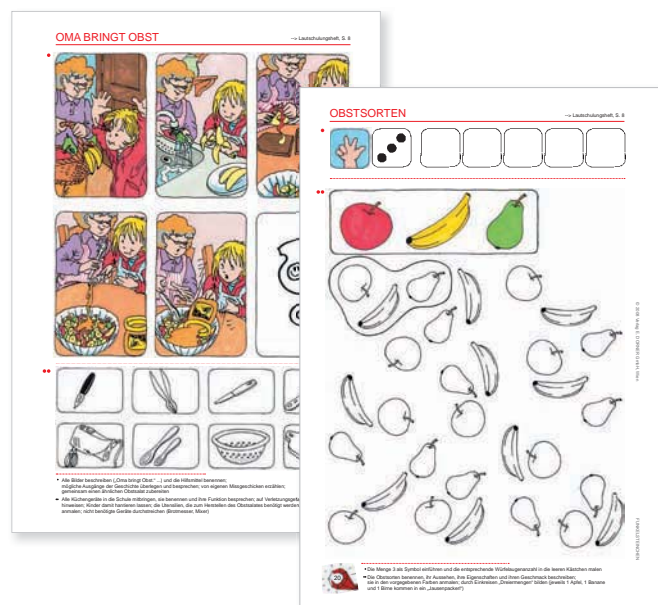 OMA BRINGT OBST
--> Lautschulungsheft, S. 8
• Alle Bilder beschreiben („Oma bringt Obst.“ ...) und die Hilfsmittel benennen;
mögliche Ausgänge der Geschichte überlegen und besprechen; von eigenen Missgeschicken erzählen;
gemeinsam einen ähnlichen Obstsalat zubereiten
•• Alle Küchengeräte in die Schule mitbringen, sie benennen und ihre Funktion besprechen; auf Verletzungsgefa
hinweisen; Kinder damit hantieren lassen; die Utensilien, die zum Herstellen des Obstsalates benötigt werden
anmalen; nicht benötigte Geräte durchstreichen (Brotmesser, Mixer)
OBSTSORTEN
--> Lautschulungsheft, S. 9
FUNKELSTEINCHEN
20
• Die Menge 3 als Symbol einführen und die entsprechende Würfelaugenanzahl in die leeren Kästchen malen
•• Die Obstsorten benennen, ihr Aussehen, ihre Eigenschaften und ihren Geschmack beschreiben;
sie in den vorgegebenen Farben anmalen; durch Einkreisen „Dreiermengen“ bilden (jeweils 1 Apfel, 1 Banane
und 1 Birne kommen in ein „Jausenpackerl“)